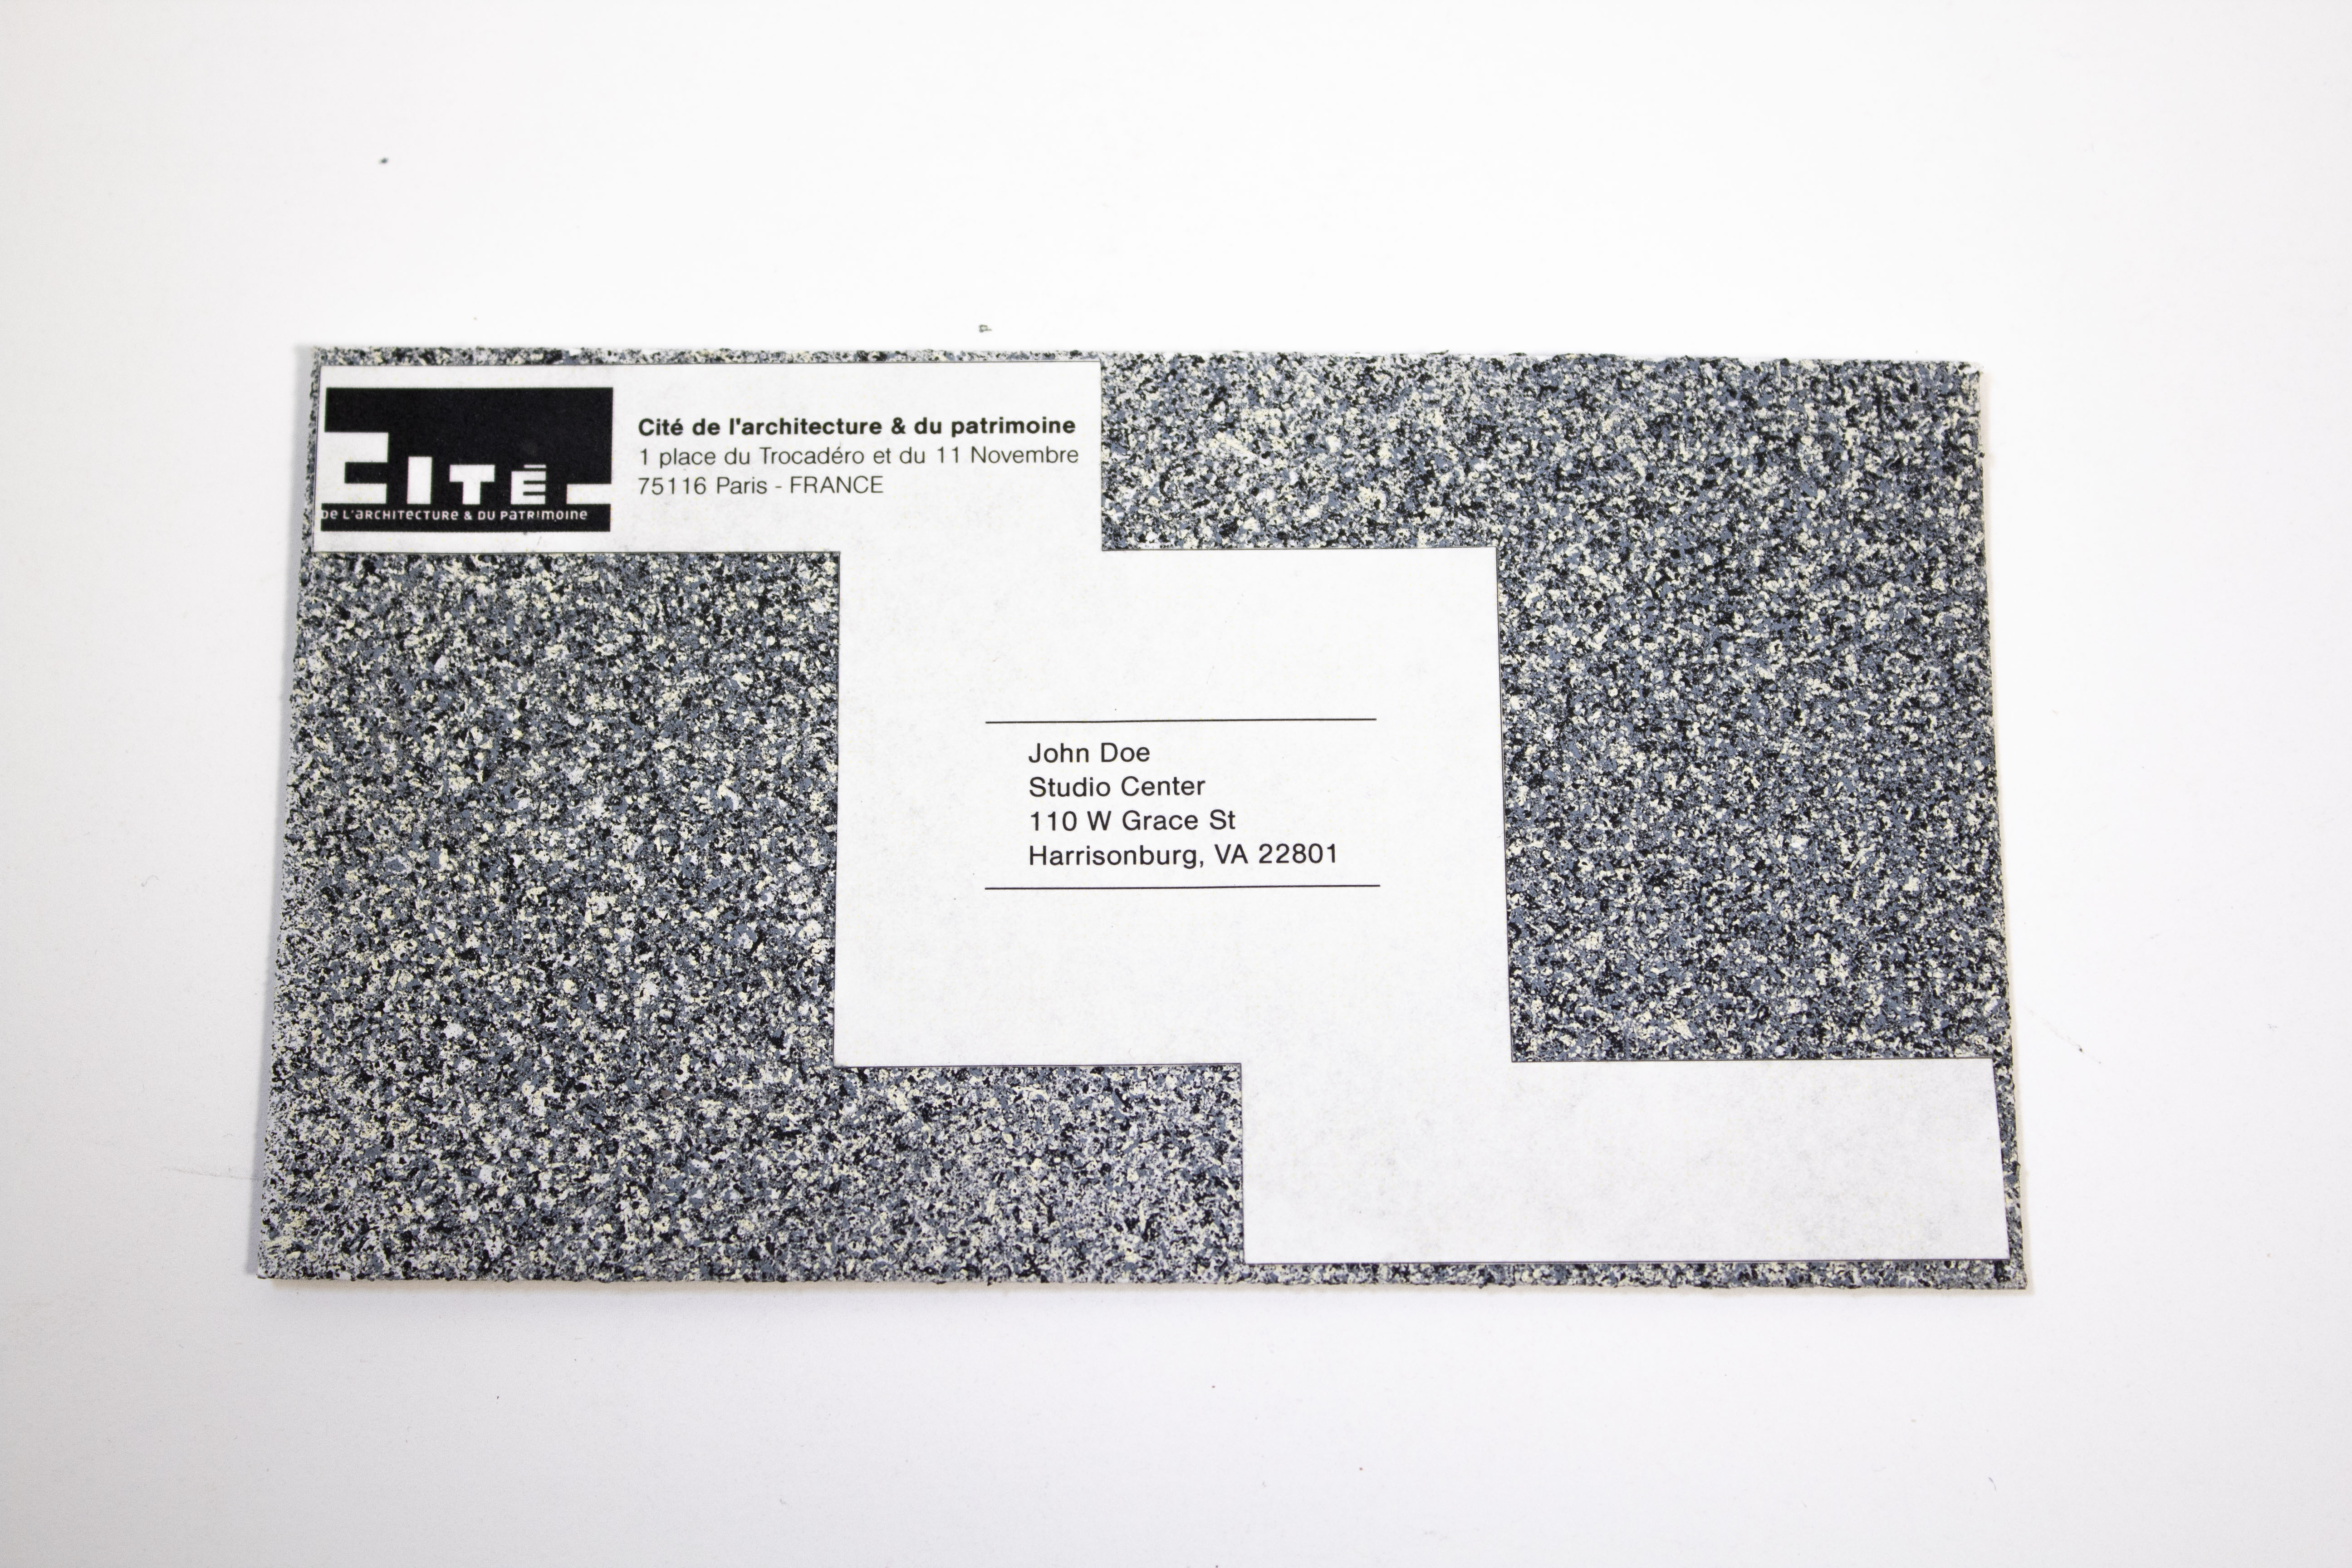 CITÉ
DE L'ARCHITECTURE & DU PATRIMOINE
Cité de l'architecture & du patrimoine
1 place du Trocadéro et du 11 Novembre
75116 Paris - FRANCE
John Doe
Studio Center
110 W Grace St
Harrisonburg, VA 22801